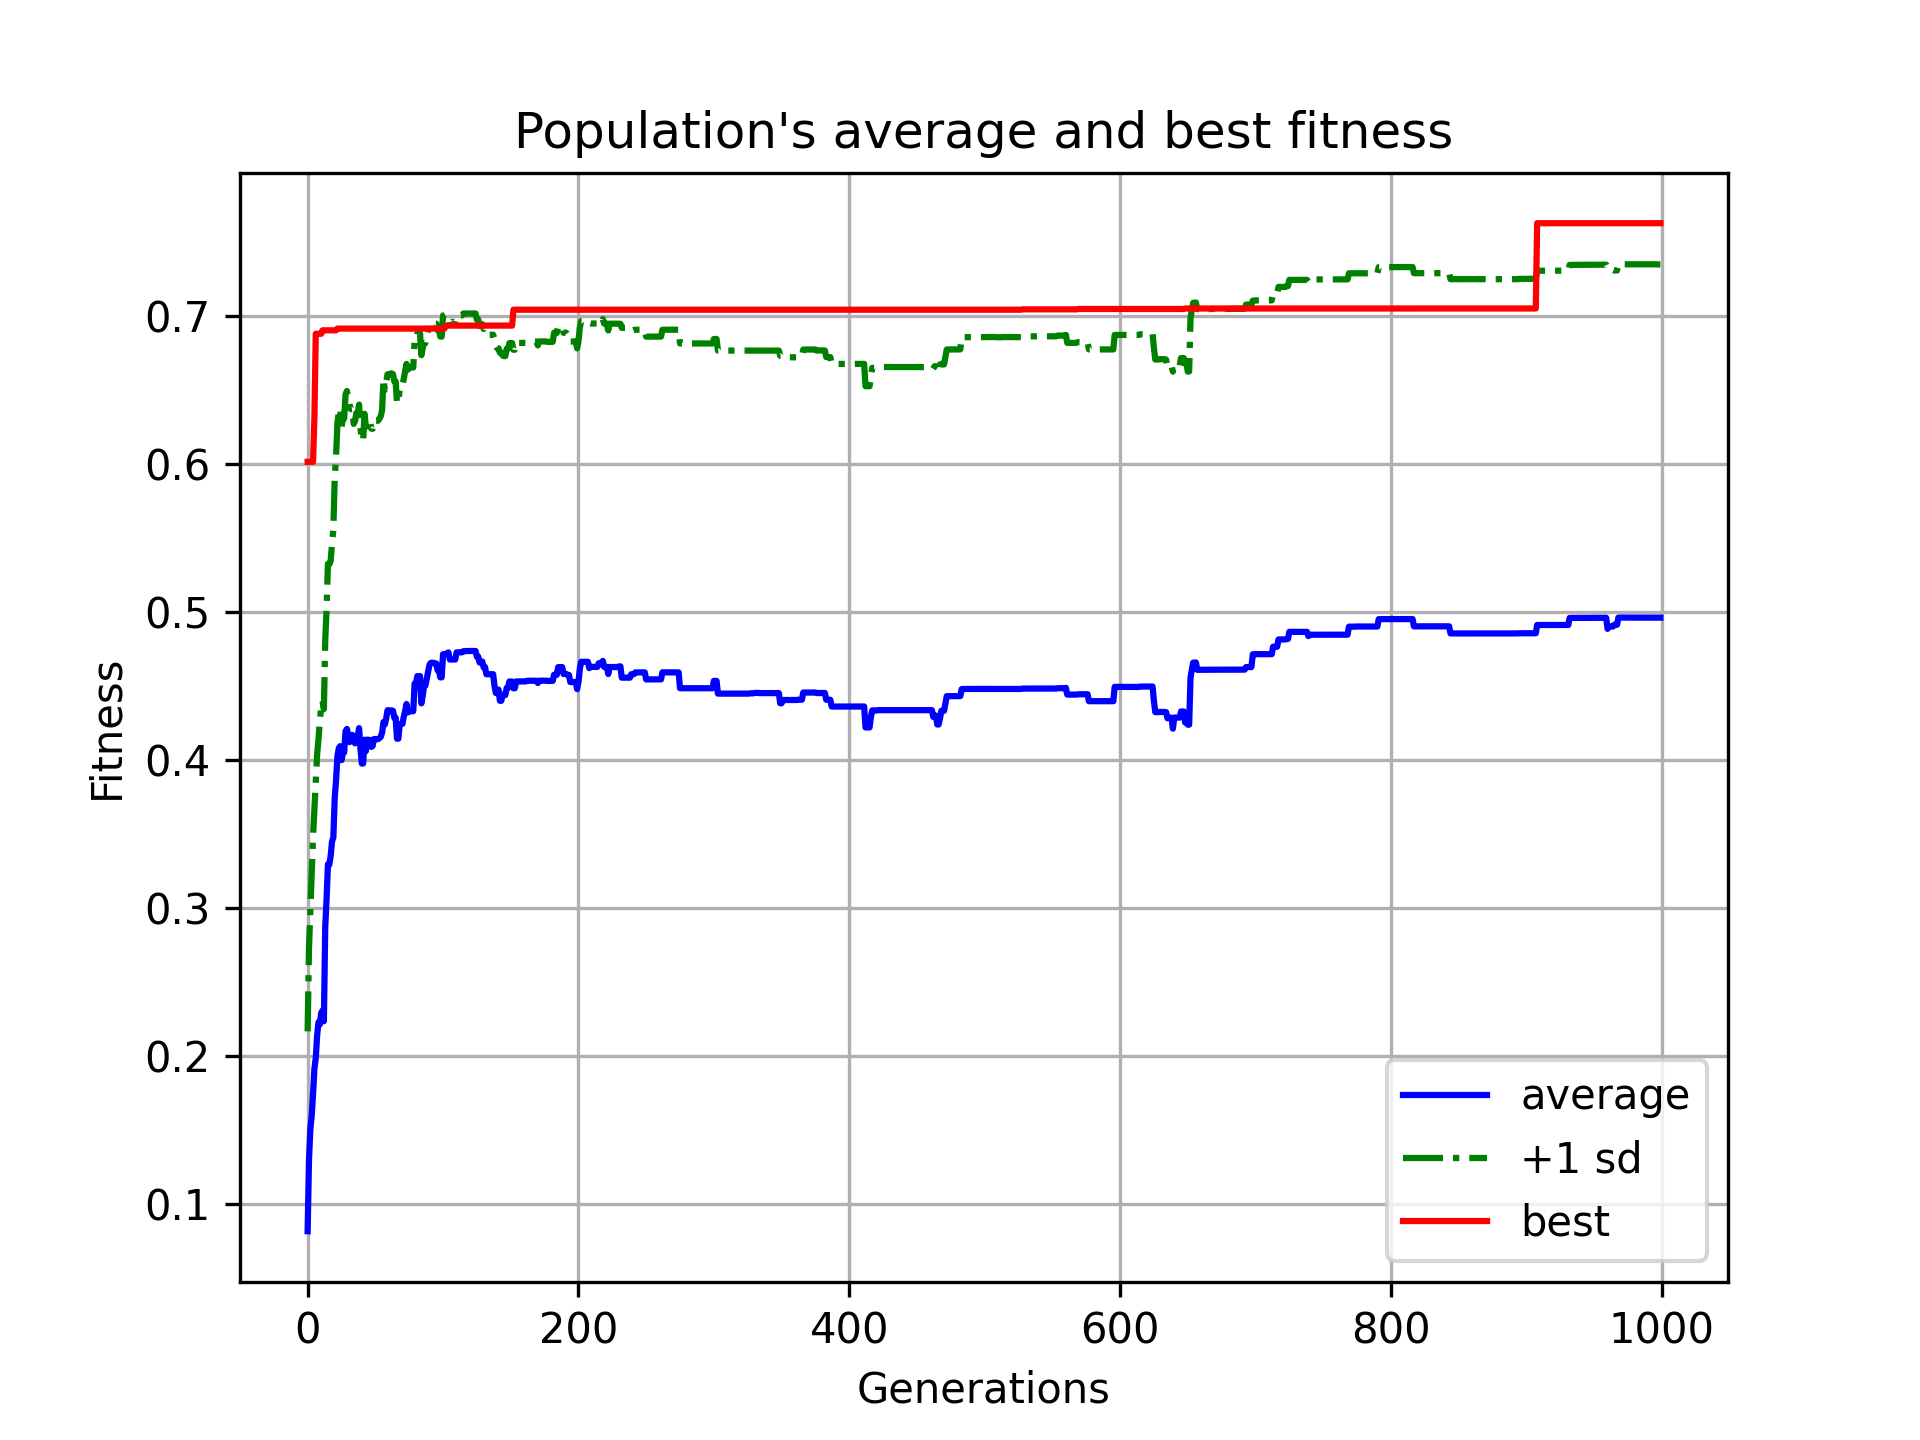 Population's average and best fitness
Fitness
0.7
0.6
0.5
0.4
0.3
0.2
0.1
0 200 400 600 800 1000
Generations
average
+1 sd
best